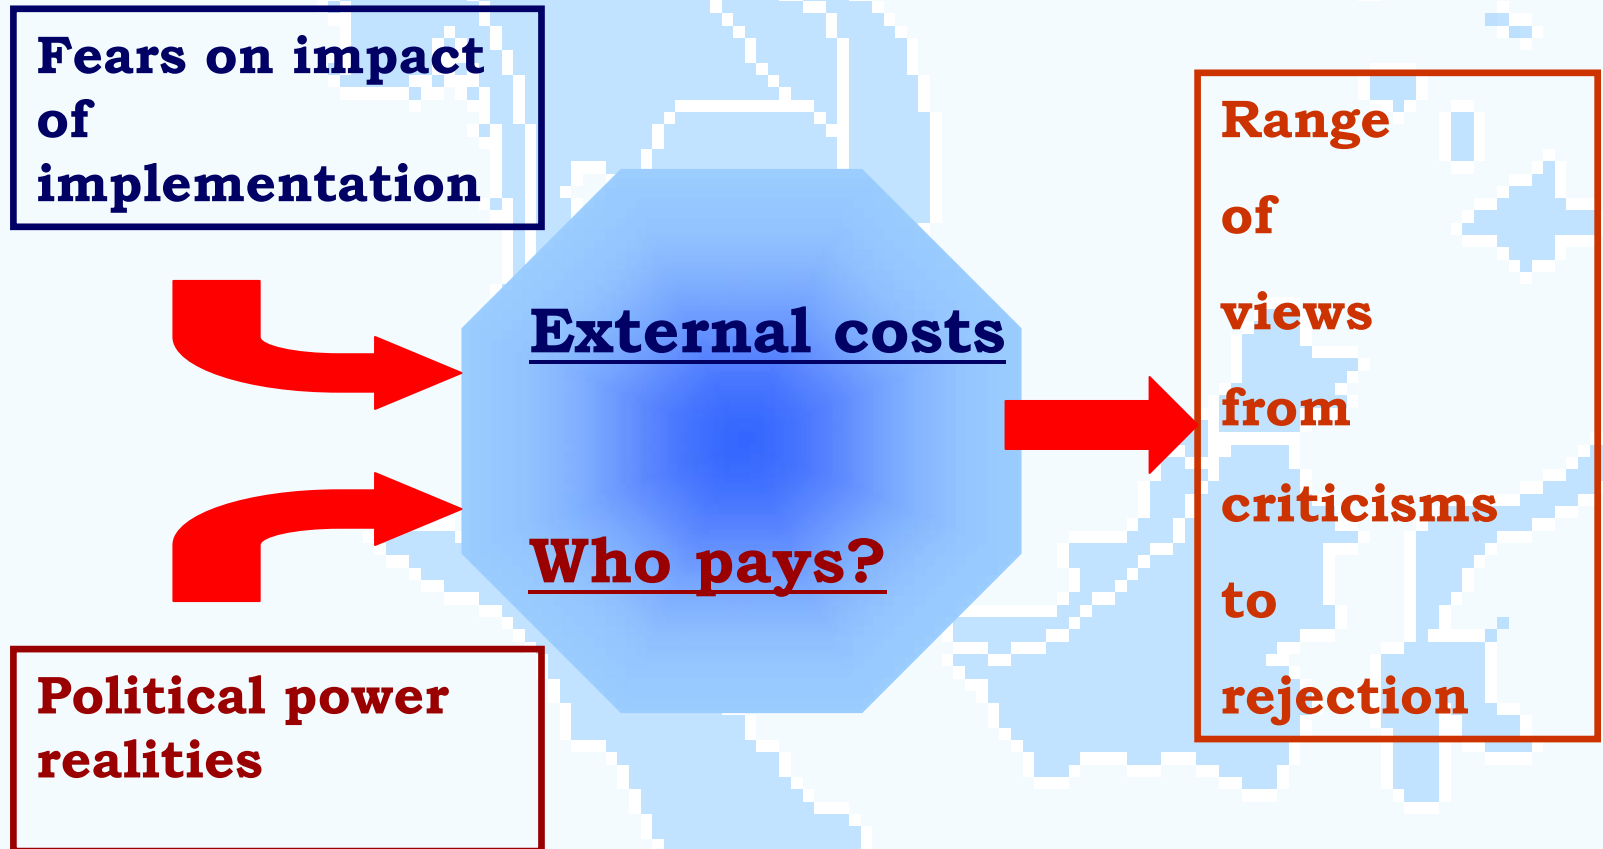 Fears on impact
of
implementation
External costs
Who pays?
Political power
realities
Range
of
views
from
criticisms
to
rejection